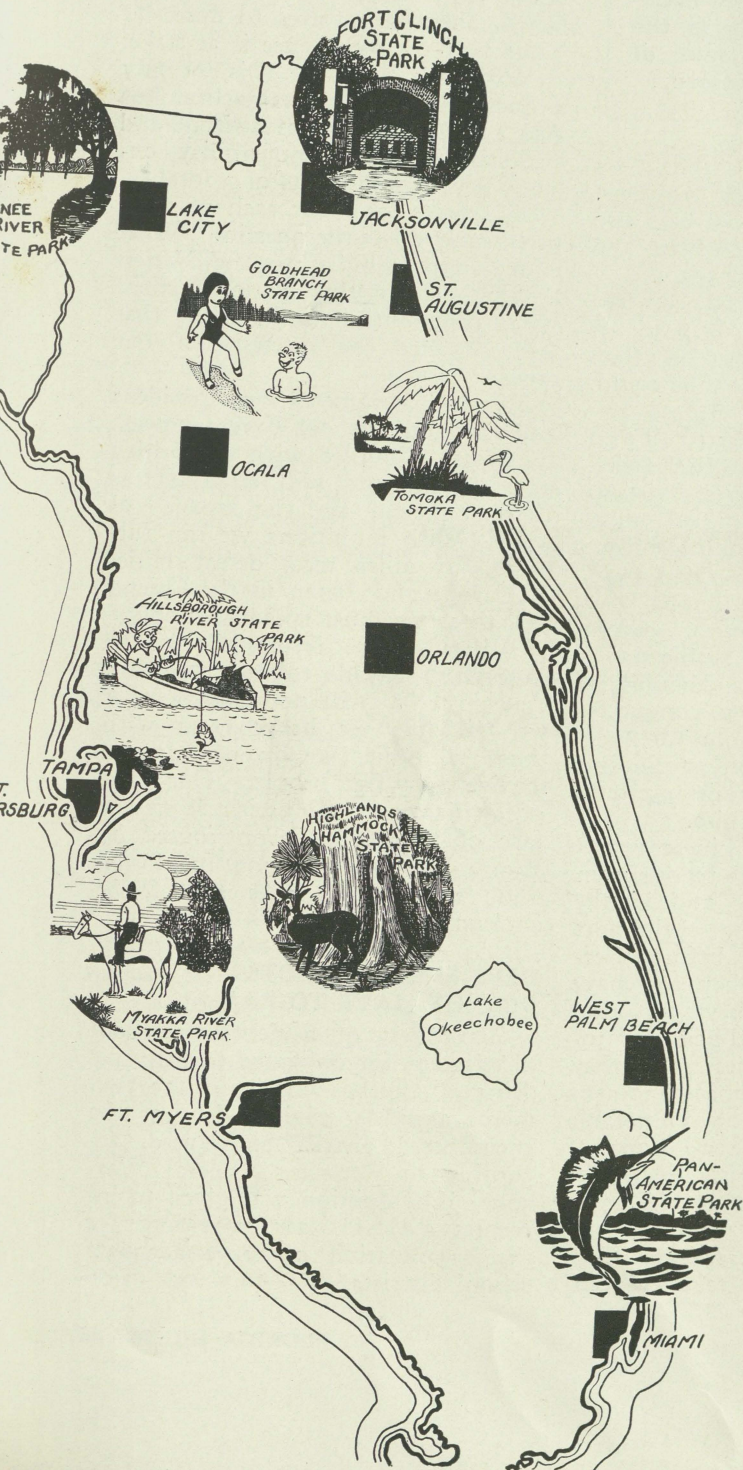 FORT CLINCH
STATE
PARK
NEE
RIVER
TE PARK
LAKE
CITY
JACKSONVILLE
GOLDHEAD
BRANCH
STATE PARK
ST.
AUGUSTINE
OCALA
TOMOKA
STATE PARK
HILLSBOROUGH
RIVER STATE
PARK
ORLANDO
TAMPA
T.
RSBURG
HIGHLANDS
HAMMOCK
STATE
PARK
MYAKKA RIVER
STATE PARK.
Lake
Okeechobee
WEST
PALM BEACH
FT. MYERS
PAN-
AMERICAN
STATE PARK
MIAMI